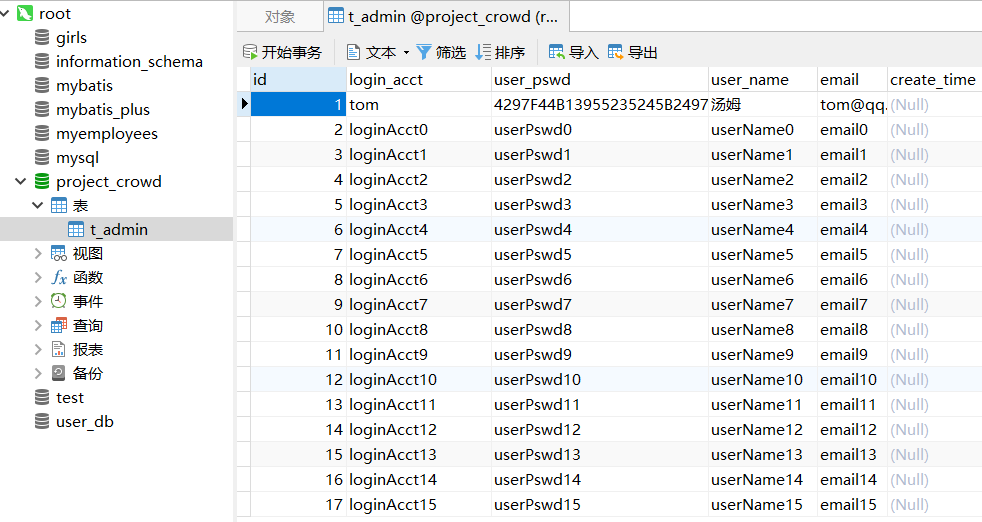 root
girls
information_schema
mybatis
mybatis_plus
myemployees
mysql
project_crowd
表
t_admin
视图
函数
事件
查询
报表
备份
test
user_db
对象 t_admin @project_crowd (r...
开始事务 文本 筛选 排序 导入 导出
id login_acct user_pswd user_name email create_time
1 tom 4297F44B13955235245B2497 汤姆 tom@qq. (Null)
2 loginAcct0 userPswd0 userName0 email0 (Null)
3 loginAcct1 userPswd1 userName1 email1 (Null)
4 loginAcct2 userPswd2 userName2 email2 (Null)
5 loginAcct3 userPswd3 userName3 email3 (Null)
6 loginAcct4 userPswd4 userName4 email4 (Null)
7 loginAcct5 userPswd5 userName5 email5 (Null)
8 loginAcct6 userPswd6 userName6 email6 (Null)
9 loginAcct7 userPswd7 userName7 email7 (Null)
10 loginAcct8 userPswd8 userName8 email8 (Null)
11 loginAcct9 userPswd9 userName9 email9 (Null)
12 loginAcct10 userPswd10 userName10 email10 (Null)
13 loginAcct11 userPswd11 userName11 email11 (Null)
14 loginAcct12 userPswd12 userName12 email12 (Null)
15 loginAcct13 userPswd13 userName13 email13 (Null)
16 loginAcct14 userPswd14 userName14 email14 (Null)
17 loginAcct15 userPswd15 userName15 email15 (Null)